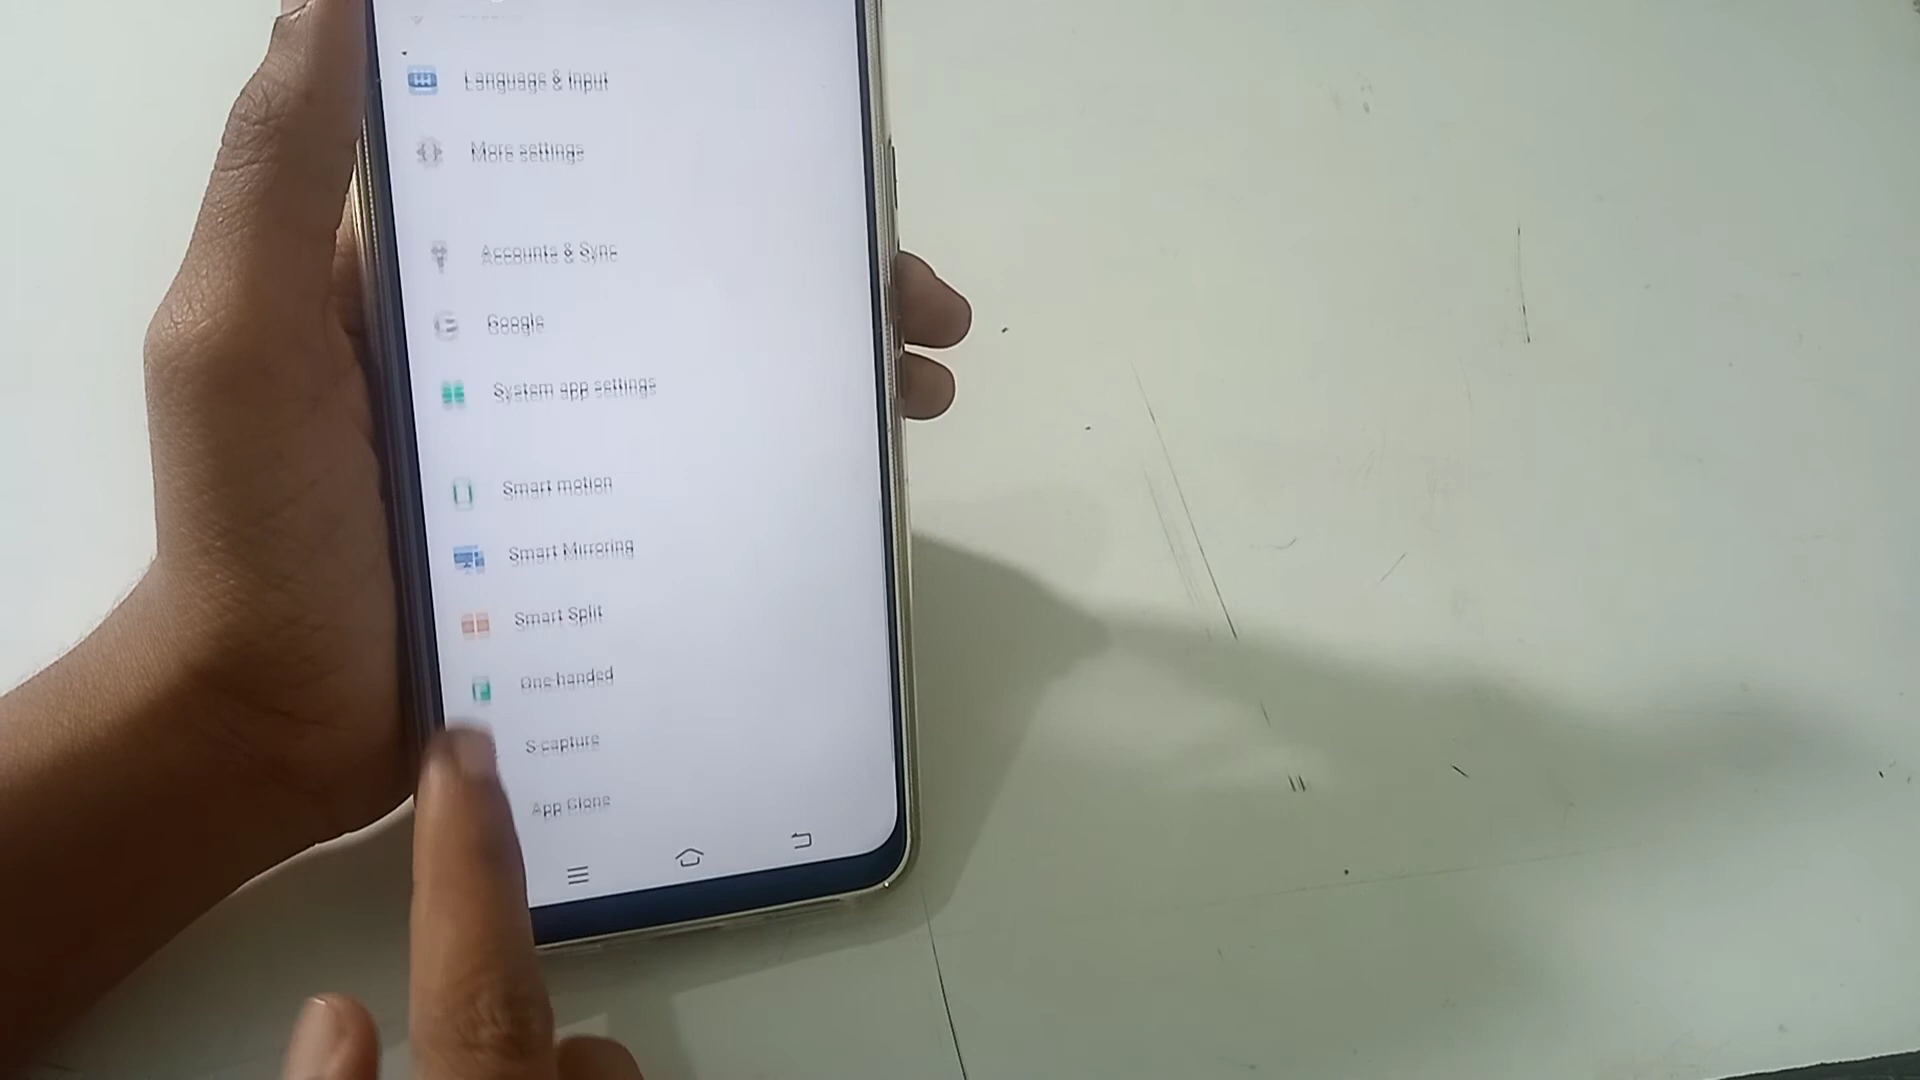 Language & input
More settings
Accounts & Sync
Google
System app settings
Smart motion
Smart Mirroring
Smart Split
One-handed
S-capture
App Clone